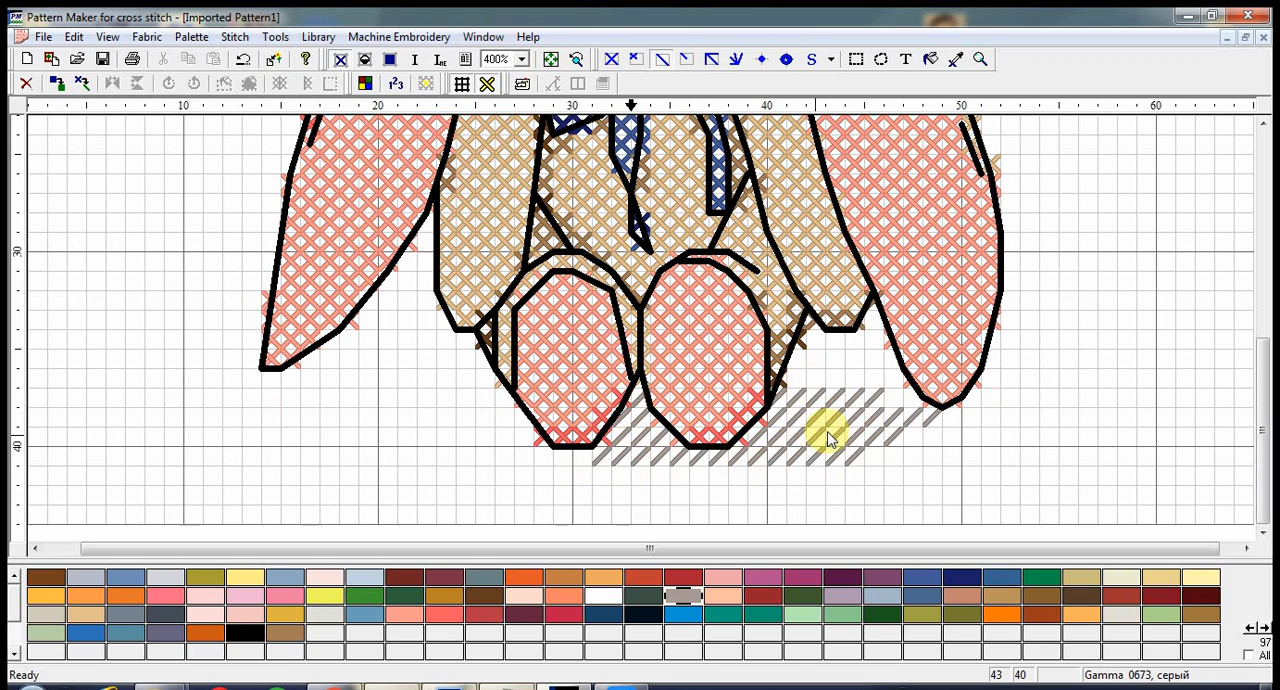 Pattern Maker for cross stitch - [Imported Pattern1]
File Edit View Fabric Palette Stitch Tools Library Machine Embroidery Window Help
400%
10 20 30 40 50 60
30
40
97
All
Ready 43 40 Gamma 0673, серый